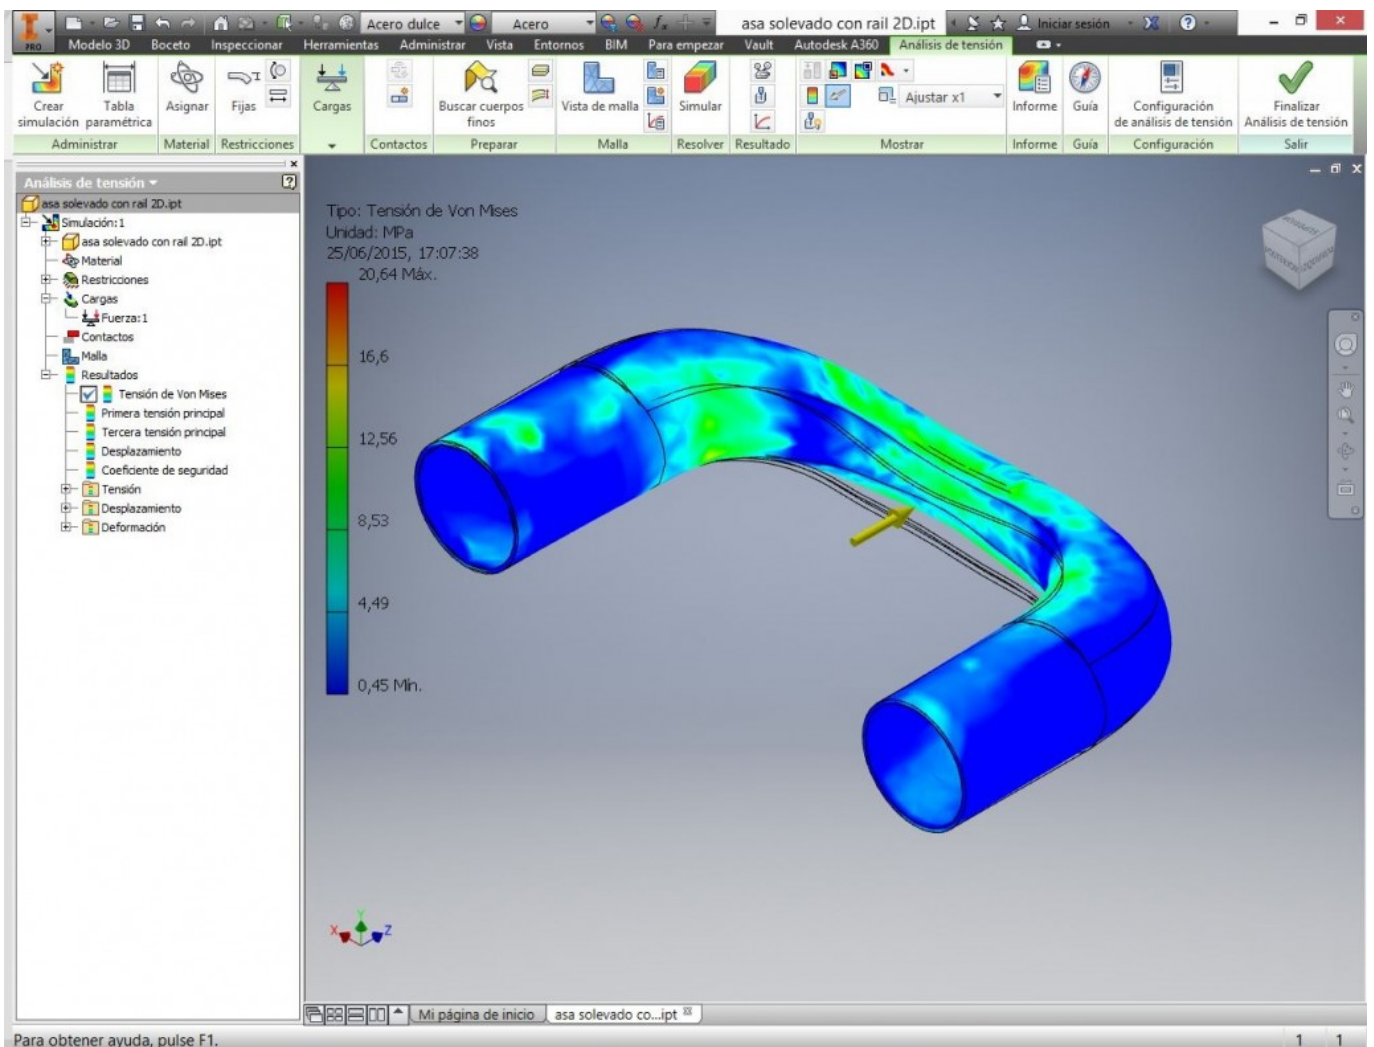 Acero dulce Acero asa solevado con rail 2D.ipt Iniciar sesión
PRO Modelo 3D Boceto Inspeccionar Herramientas Administrar Vista Entornos BIM Para empezar Vault Autodesk A360 Análisis de tensión
Crear simulación
Tabla paramétrica
Asignar
Fijas
Cargas
Buscar cuerpos finos
Vista de malla
Simular
Ajustar x1
Informe
Guía
Configuración de análisis de tensión
Finalizar Análisis de tensión
Administrar Material Restricciones Contactos Preparar Malla Resolver Resultado Mostrar Informe Guía Configuración Salir
Análisis de tensión
asa solevado con rail 2D.ipt
Simulación:1
asa solevado con rail 2D.ipt
Material
Restricciones
Cargas
Fuerza:1
Contactos
Malla
Resultados
Tensión de Von Mises
Primera tensión principal
Tercera tensión principal
Desplazamiento
Coeficiente de seguridad
Tensión
Desplazamiento
Deformación
Tipo: Tensión de Von Mises
Unidad: MPa
25/06/2015, 17:07:38
20,64 Máx.
16,6
12,56
8,53
4,49
0,45 Mín.
X Y Z
Mi página de inicio asa solevado co...ipt
Para obtener ayuda, pulse F1. 1 1